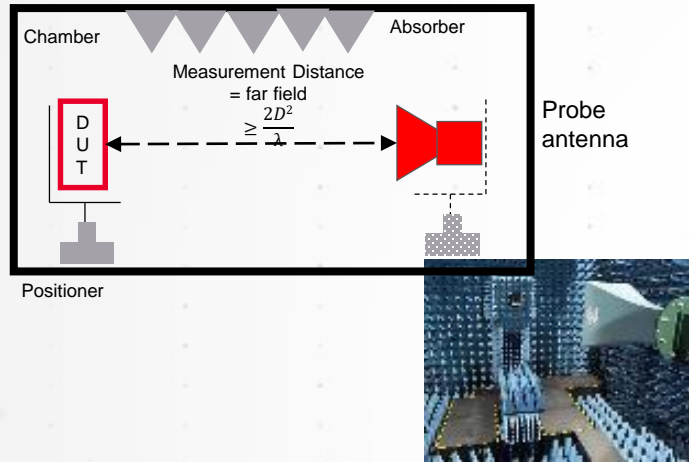 Chamber
Absorber
Measurement Distance
= far field
≥ 2D²/λ
D
U
T
Probe
antenna
Positioner